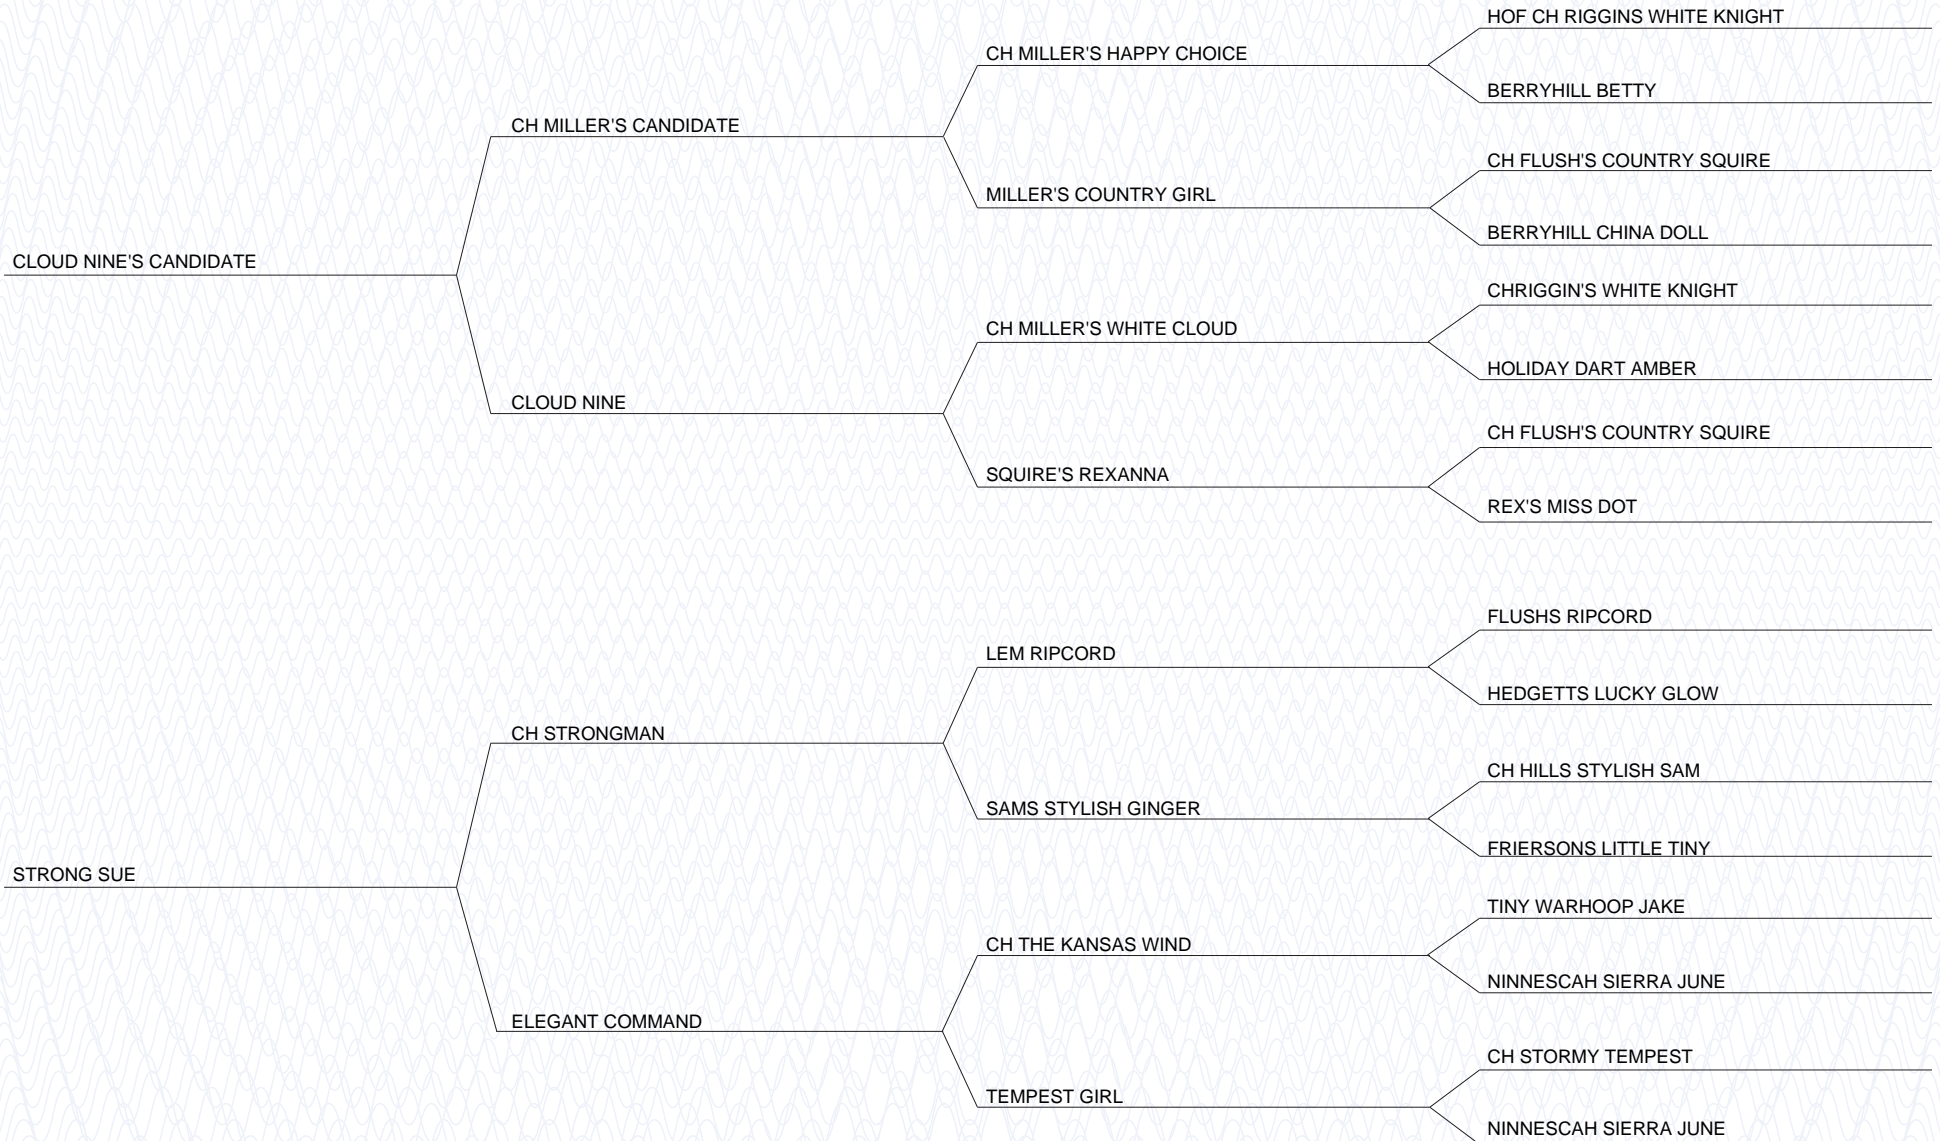 HOF CH RIGGINS WHITE KNIGHT
CH MILLER'S HAPPY CHOICE
BERRYHILL BETTY
CH MILLER'S CANDIDATE
CH FLUSH'S COUNTRY SQUIRE
MILLER'S COUNTRY GIRL
BERRYHILL CHINA DOLL
CLOUD NINE'S CANDIDATE
CHRIGGIN'S WHITE KNIGHT
CH MILLER'S WHITE CLOUD
HOLIDAY DART AMBER
CLOUD NINE
CH FLUSH'S COUNTRY SQUIRE
SQUIRE'S REXANNA
REX'S MISS DOT
FLUSHS RIPCORD
LEM RIPCORD
HEDGETTS LUCKY GLOW
CH STRONGMAN
CH HILLS STYLISH SAM
SAMS STYLISH GINGER
FRIERSONS LITTLE TINY
STRONG SUE
TINY WARHOOP JAKE
CH THE KANSAS WIND
NINNESCAH SIERRA JUNE
ELEGANT COMMAND
CH STORMY TEMPEST
TEMPEST GIRL
NINNESCAH SIERRA JUNE